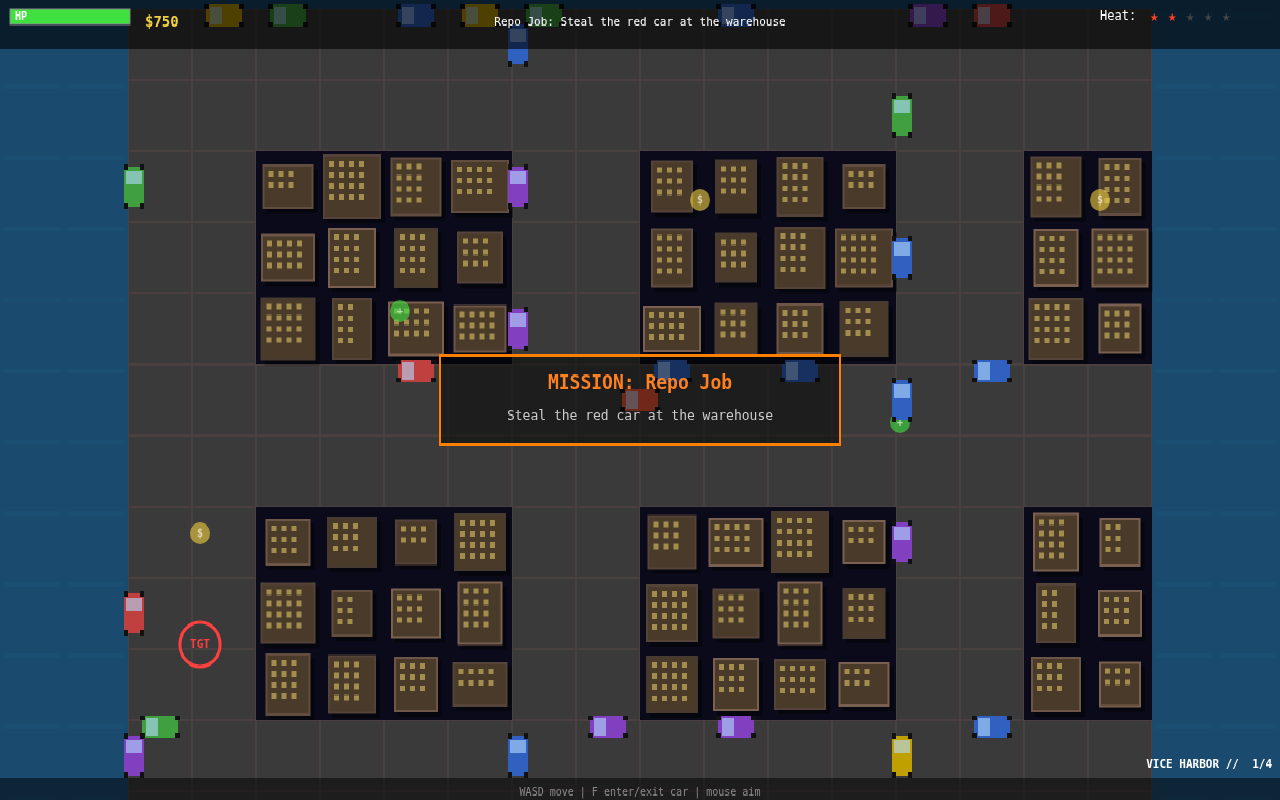 HP
$750
Repo Job: Steal the red car at the warehouse
Heat: ★ ★ ★ ★ ★
$
$
+
MISSION: Repo Job
Steal the red car at the warehouse
+
$
TGT
VICE HARBOR // 1/4
WASD move | F enter/exit car | mouse aim